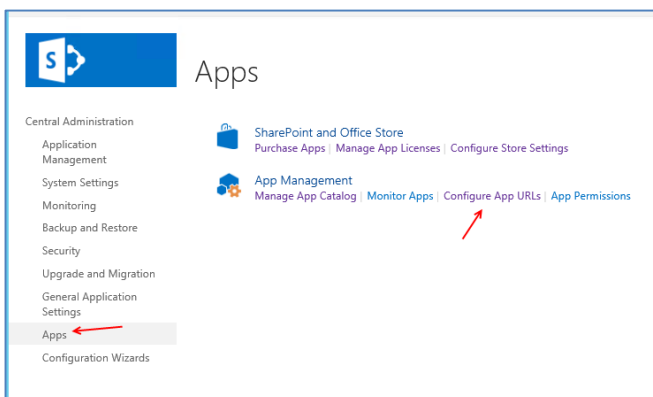 S
Apps
Central Administration
Application
Management
System Settings
Monitoring
Backup and Restore
Security
Upgrade and Migration
General Application
Settings
Apps
Configuration Wizards
SharePoint and Office Store
Purchase Apps | Manage App Licenses | Configure Store Settings
App Management
Manage App Catalog | Monitor Apps | Configure App URLs | App Permissions